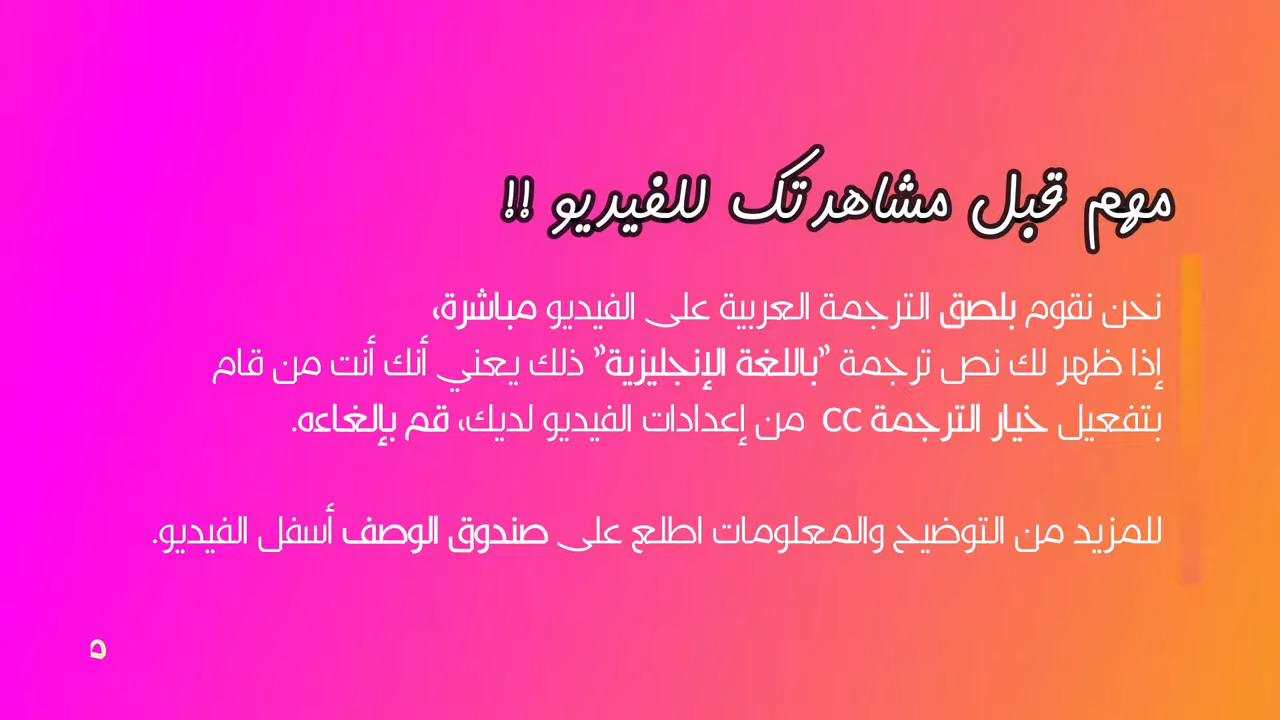 مهم قبل مشاهدتك للفيديو !!
نحن نقوم بلصق الترجمة العربية على الفيديو مباشرة،
إذا ظهر لك نص ترجمة "باللغة الإنجليزية" ذلك يعني أنك أنت من قام
بتفعيل خيار الترجمة CC من إعدادات الفيديو لديك، قم بإلغاءه.
للمزيد من التوضيح والمعلومات اطلع على صندوق الوصف أسفل الفيديو.
٥